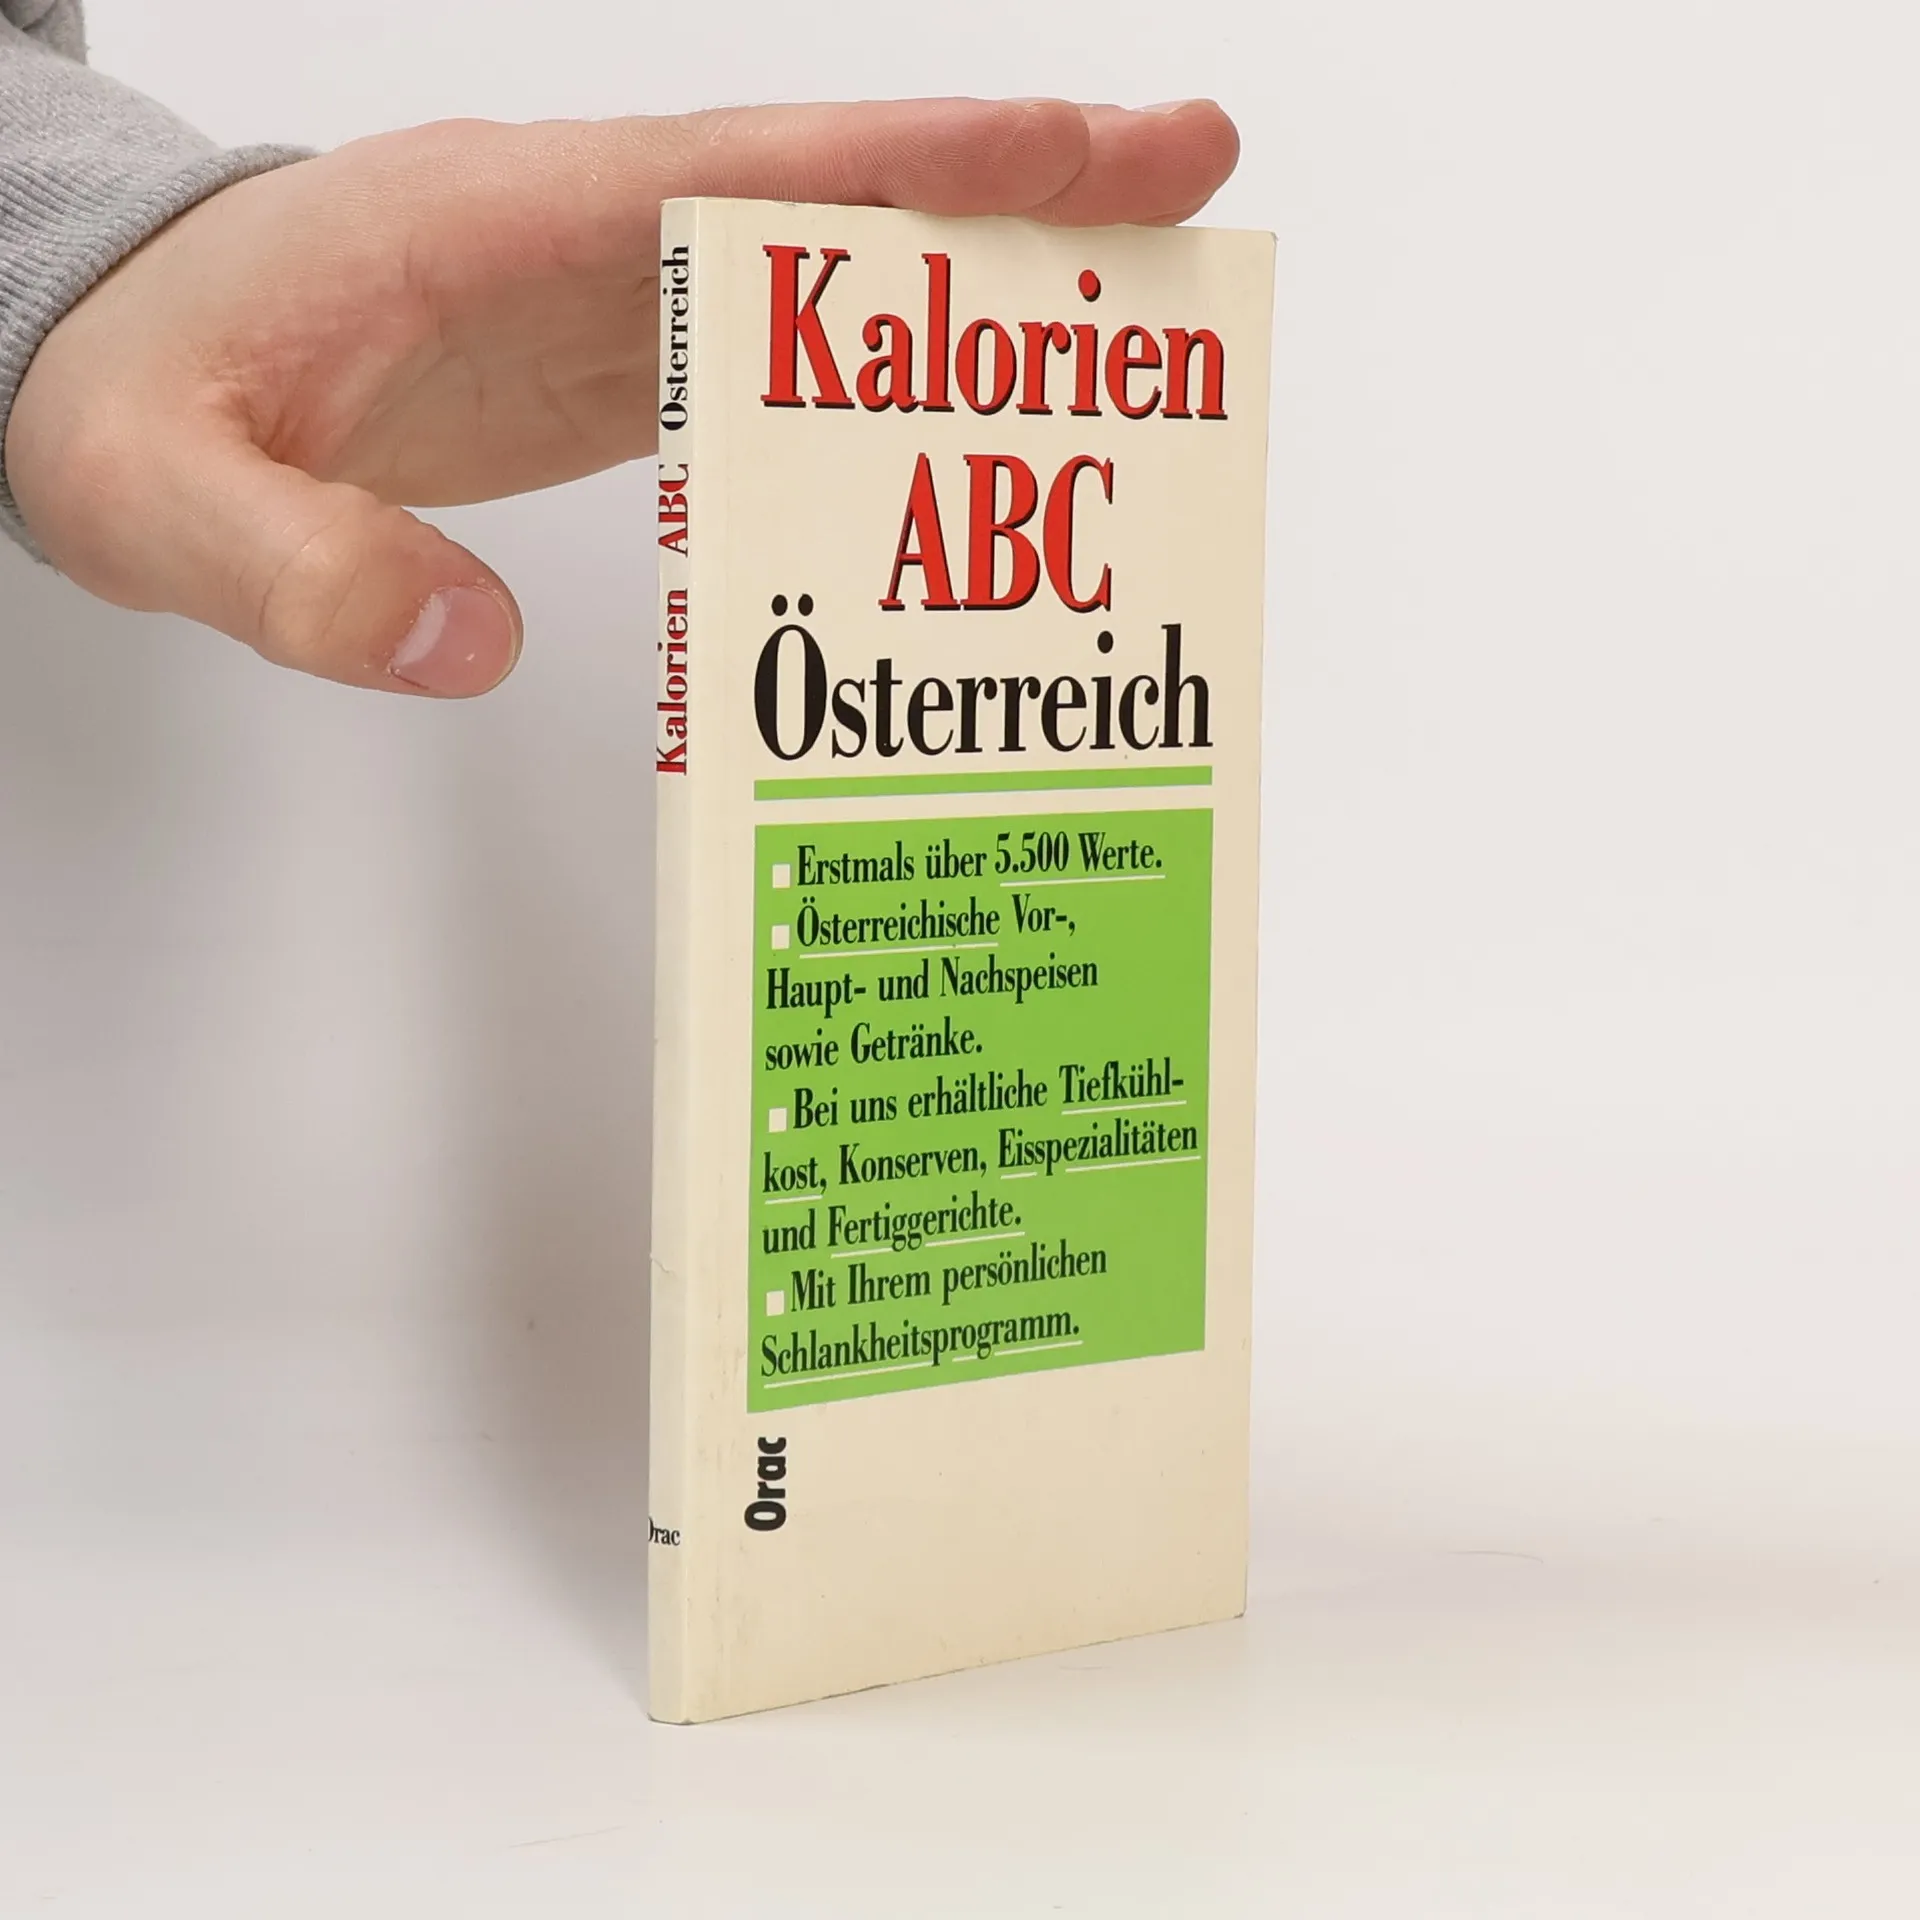 Kalorien
ABC
Österreich
Erstmals über 5.500 Werte.
Österreichische Vor-,
Haupt- und Nachspeisen
sowie Getränke.
Bei uns erhältliche Tiefkühl-
kost, Konserven, Eisspezialitäten
und Fertiggerichte.
Mit Ihrem persönlichen
Schlankheitsprogramm.
Orac
Kalorien ABC Österreich
Orac